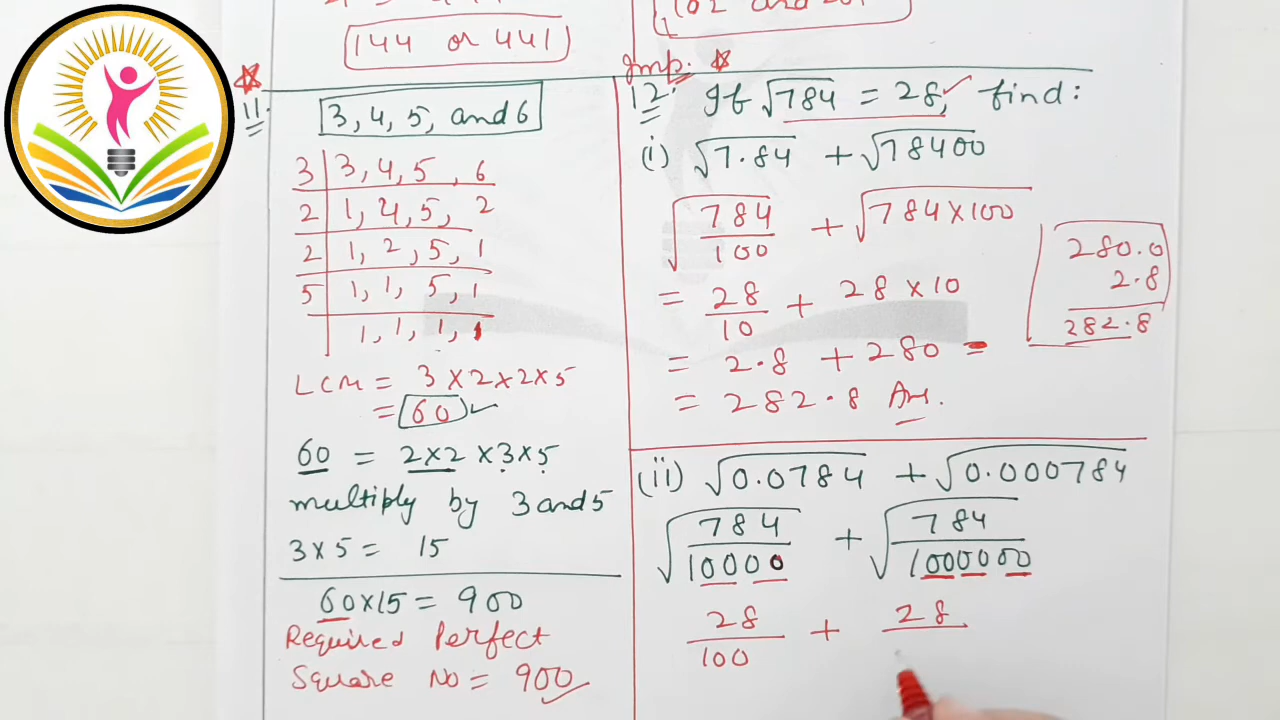 144 or 441
102 and 201
11. 3, 4, 5, and 6
3 | 3, 4, 5, 6
2 | 1, 4, 5, 2
2 | 1, 2, 5, 1
5 | 1, 1, 5, 1
1, 1, 1, 1
LCM = 3 × 2 × 2 × 5
= 60 ✓
60 = 2×2 × 3 × 5
multiply by 3 and 5
3 × 5 = 15
60 × 15 = 900
Required Perfect
Square No = 900
Imp.
12. If √784 = 28, find:
(i) √7.84 + √78400
√(784/100) + √(784×100)
= 28/10 + 28 × 10
= 2.8 + 280 =
= 282.8 Ans.
280.0
2.8
282.8
(ii) √0.0784 + √0.000784
√(784/10000) + √(784/1000000)
28/100 + 28